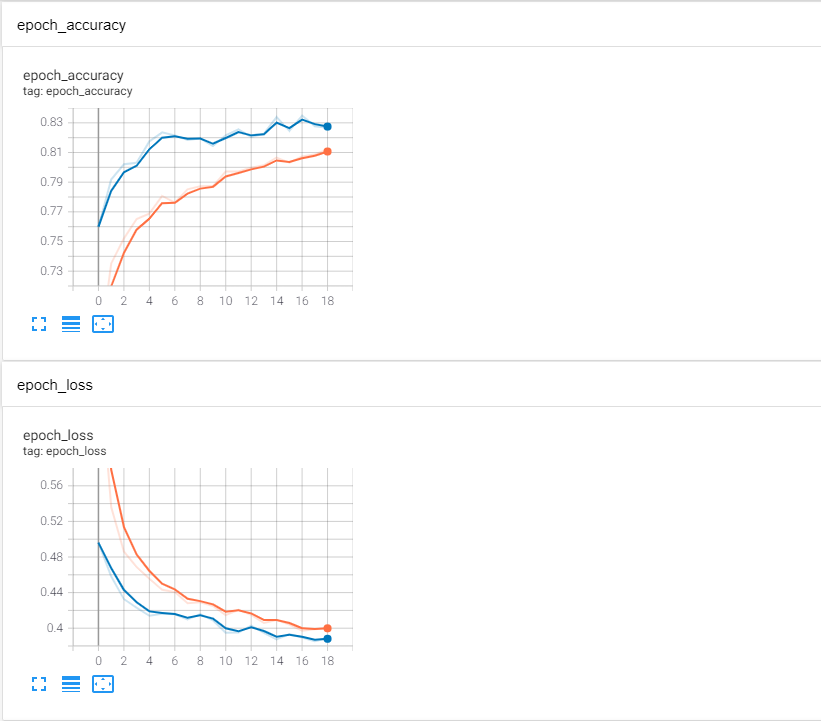 epoch_accuracy
epoch_accuracy
tag: epoch_accuracy
0.83
0.81
0.79
0.77
0.75
0.73
0 2 4 6 8 10 12 14 16 18
epoch_loss
epoch_loss
tag: epoch_loss
0.56
0.52
0.48
0.44
0.4
0 2 4 6 8 10 12 14 16 18